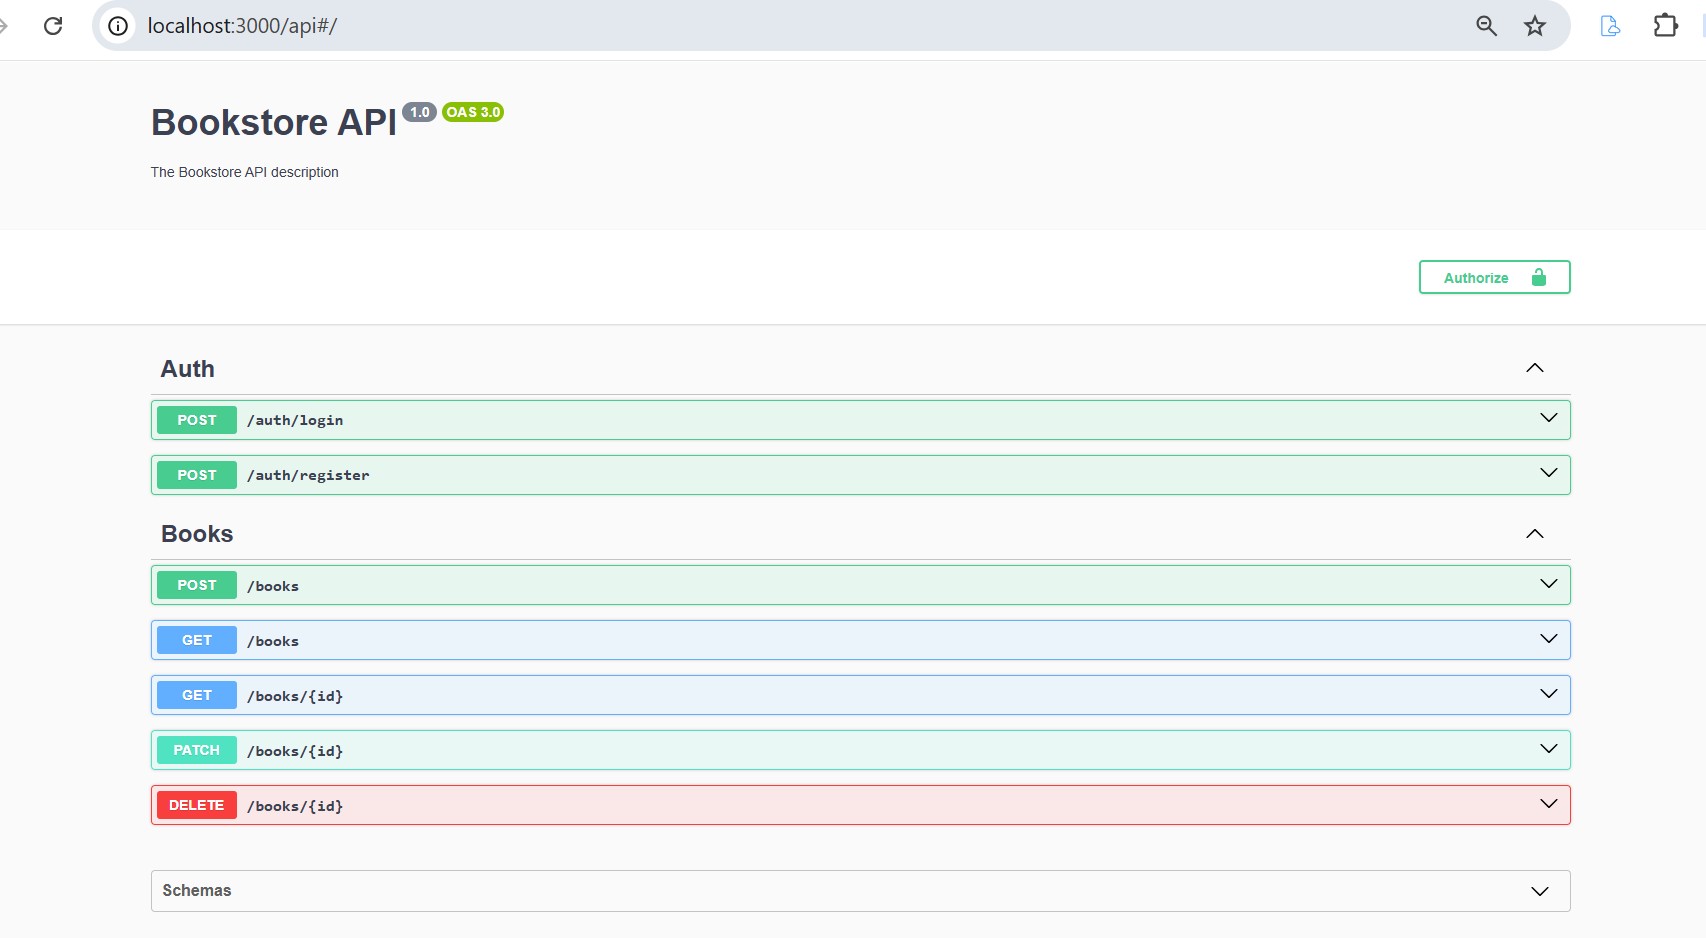 localhost:3000/api#/
Bookstore API 1.0 OAS 3.0
The Bookstore API description
Authorize
Auth
POST /auth/login
POST /auth/register
Books
POST /books
GET /books
GET /books/{id}
PATCH /books/{id}
DELETE /books/{id}
Schemas